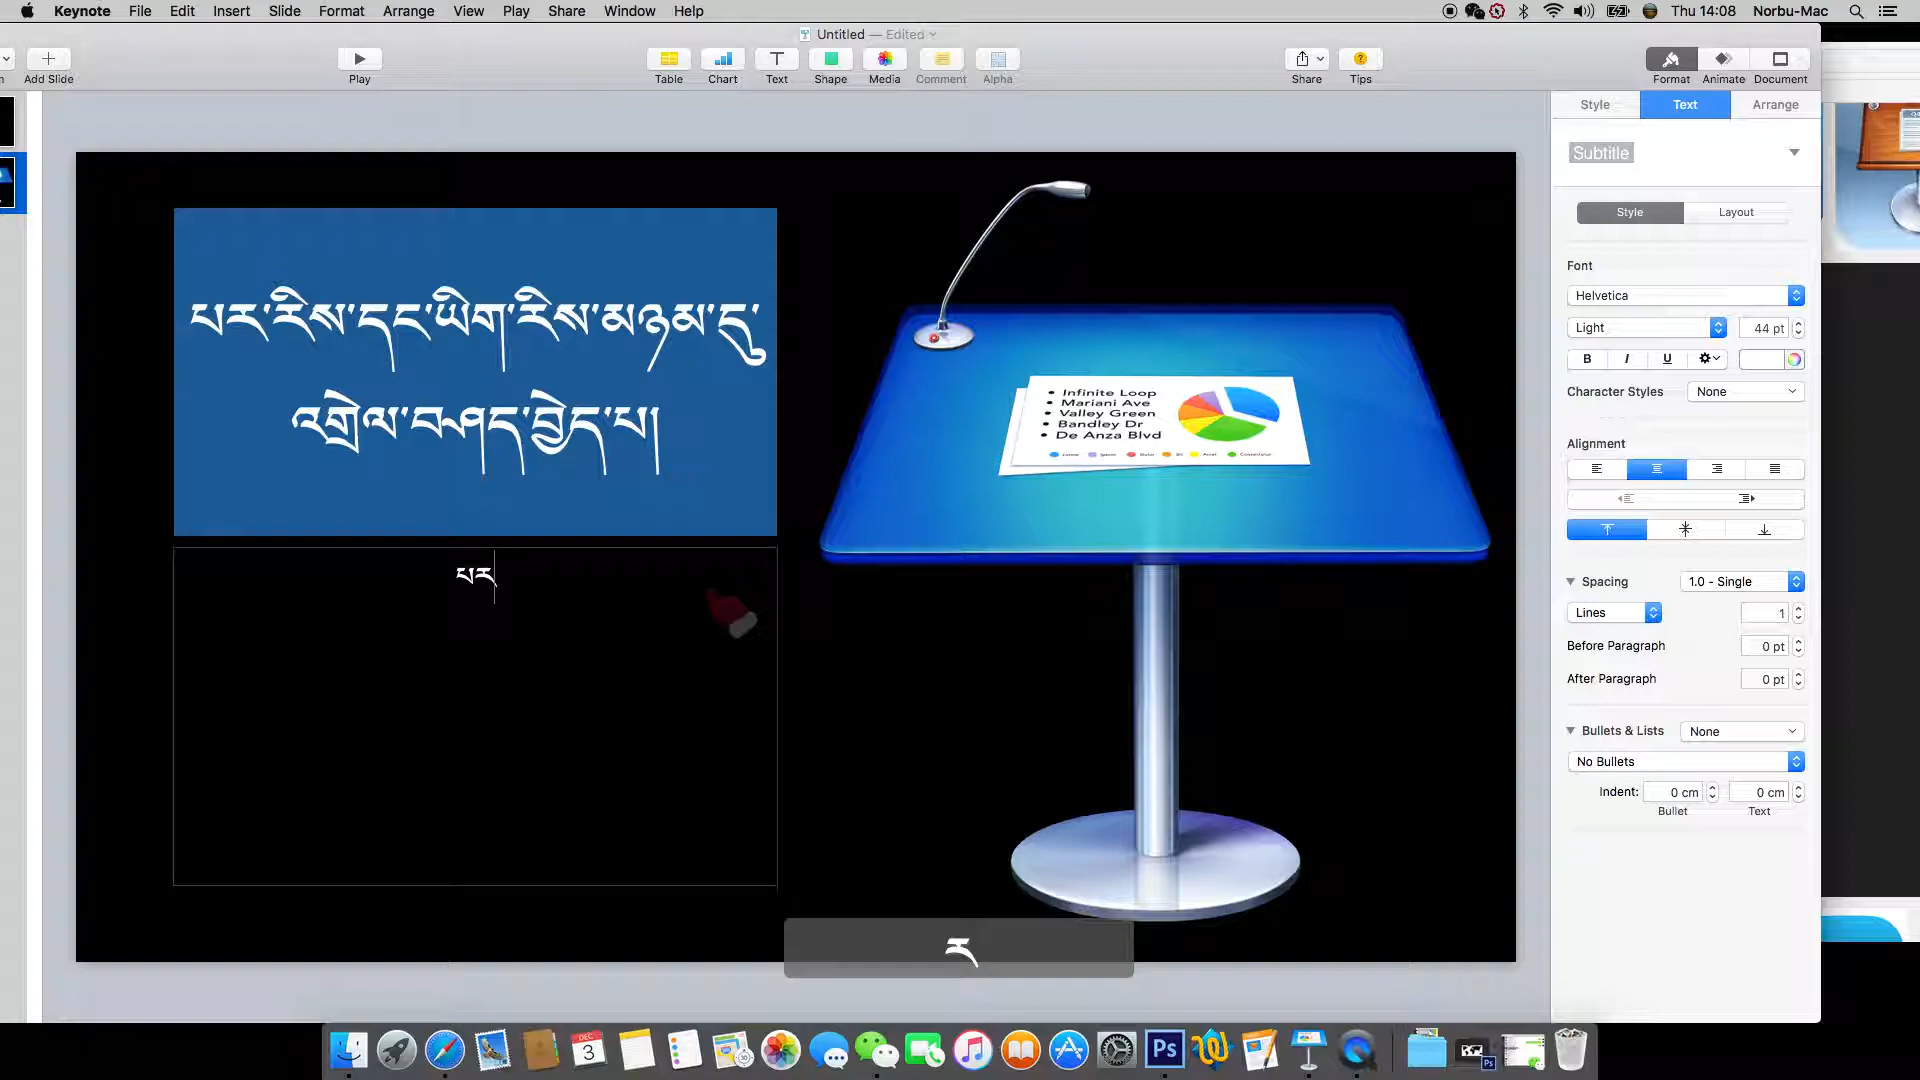 Keynote File Edit Insert Slide Format Arrange View Play Share Window Help
Thu 14:08 Norbu-Mac
Untitled — Edited
Add Slide
Play
Table Chart Text Shape Media Comment Alpha
Share Tips
Format Animate Document
Style Text Arrange
Subtitle
Style Layout
Font
Helvetica
Light 44 pt
B I U
Character Styles None
Alignment
Spacing 1.0 - Single
Lines 1
Before Paragraph 0 pt
After Paragraph 0 pt
Bullets & Lists None
No Bullets
Indent: 0 cm 0 cm
Bullet Text
པར་རིས་དང་ཡིག་རིས་མཉམ་དུ་
འགྲེལ་བཤད་བྱེད་པ།
པར
• Infinite Loop
• Mariani Ave
• Valley Green
• Bandley Dr
• De Anza Blvd
ར
DEC
3
Ps
Ps